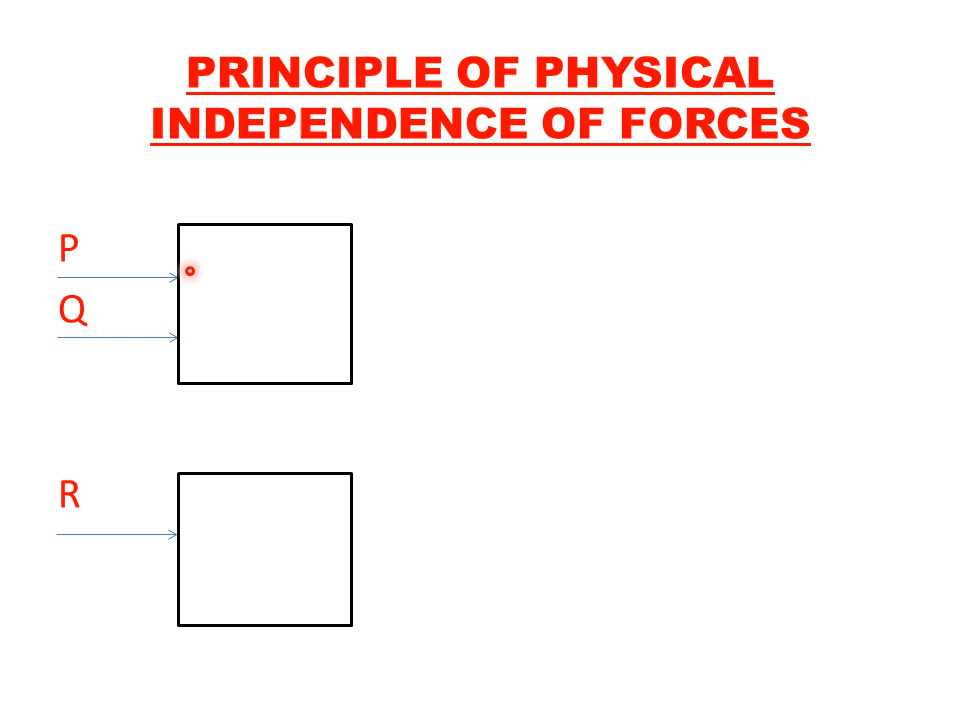 PRINCIPLE OF PHYSICAL
INDEPENDENCE OF FORCES
P
Q
R